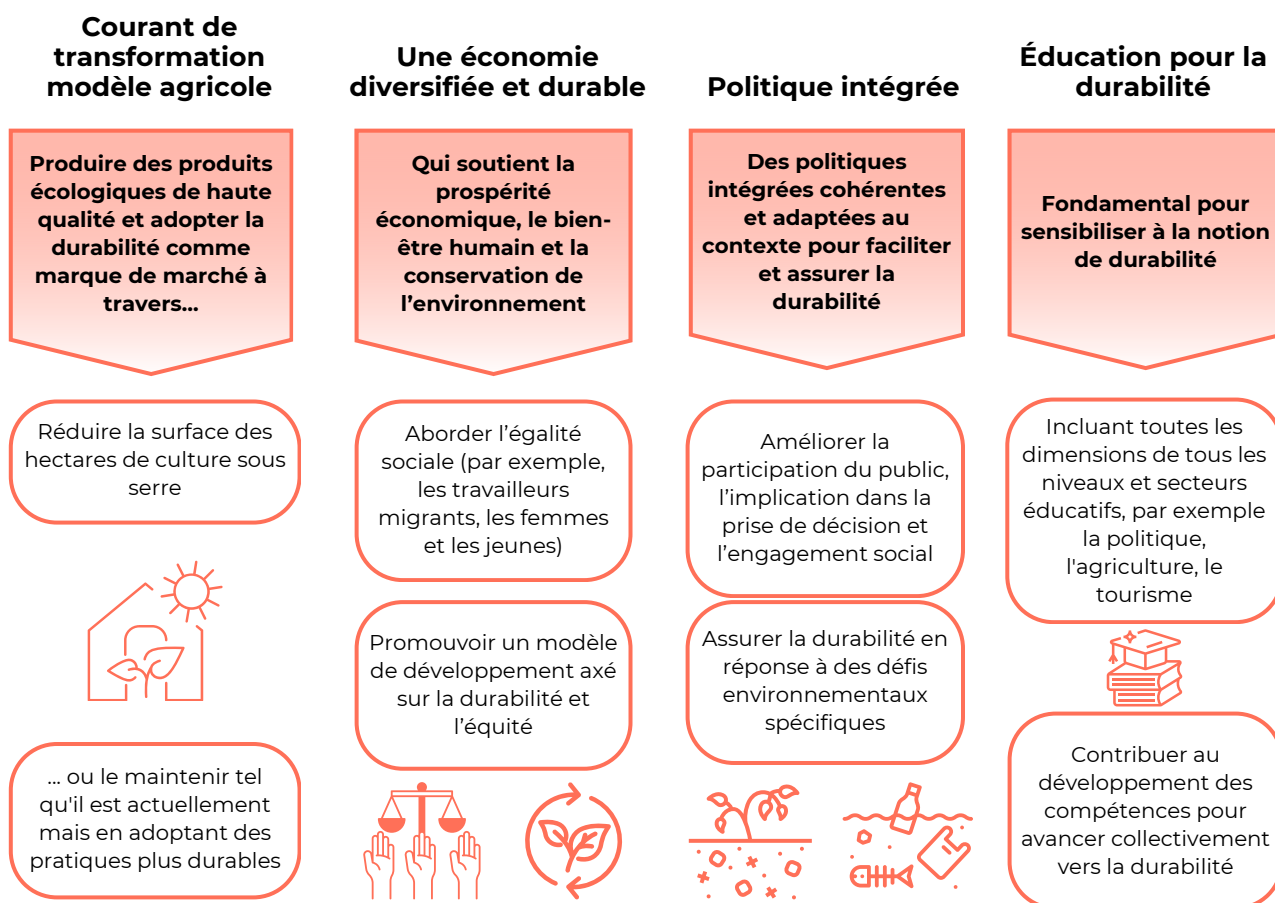 Courant de
transformation
modèle agricole
Produire des produits
écologiques de haute
qualité et adopter la
durabilité comme
marque de marché à
travers...
Réduire la surface des
hectares de culture sous
serre
... ou le maintenir tel
qu'il est actuellement
mais en adoptant des
pratiques plus durables
Une économie
diversifiée et durable
Qui soutient la
prospérité
économique, le bien-
être humain et la
conservation de
l’environnement
Aborder l’égalité
sociale (par exemple,
les travailleurs
migrants, les femmes
et les jeunes)
Promouvoir un modèle
de développement axé
sur la durabilité et
l’équité
Politique intégrée
Des politiques
intégrées cohérentes
et adaptées au
contexte pour faciliter
et assurer la
durabilité
Améliorer la
participation du public,
l’implication dans la
prise de décision et
l’engagement social
Assurer la durabilité en
réponse à des défis
environnementaux
spécifiques
Éducation pour la
durabilité
Fondamental pour
sensibiliser à la notion
de durabilité
Incluant toutes les
dimensions de tous les
niveaux et secteurs
éducatifs, par exemple
la politique,
l'agriculture, le
tourisme
Contribuer au
développement des
compétences pour
avancer collectivement
vers la durabilité